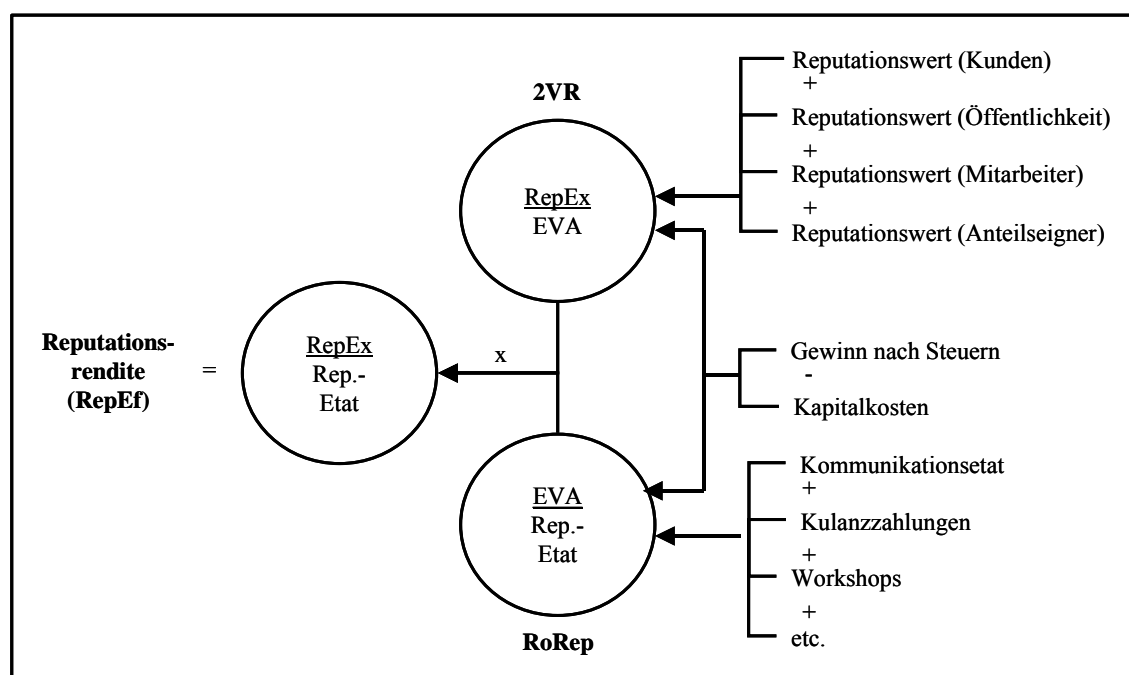 Reputationswert (Kunden)
+
Reputationswert (Öffentlichkeit)
+
Reputationswert (Mitarbeiter)
+
Reputationswert (Anteilseigner)
2VR
RepEx
EVA
Reputations-
rendite
(RepEf)
=
RepEx
Rep.-
Etat
x
Gewinn nach Steuern
-
Kapitalkosten
EVA
Rep.-
Etat
RoRep
Kommunikationsetat
+
Kulanzzahlungen
+
Workshops
+
etc.